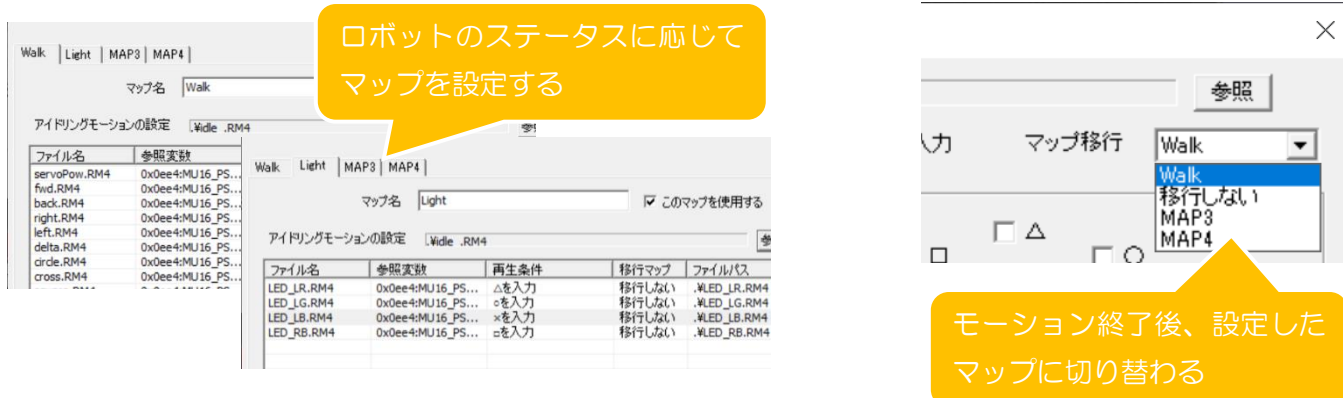 Walk Light MAP3 MAP4
マップ名 Walk
アイドリングモーションの設定 .¥idle .RM4
ファイル名 参照変数
servoPow.RM4 0x0ee4:MU16_PS...
fwd.RM4 0x0ee4:MU16_PS...
back.RM4 0x0ee4:MU16_PS...
right.RM4 0x0ee4:MU16_PS...
left.RM4 0x0ee4:MU16_PS...
delta.RM4 0x0ee4:MU16_PS...
circle.RM4 0x0ee4:MU16_PS...
cross.RM4 0x0ee4:MU16_PS...
ロボットのステータスに応じて
マップを設定する
Walk Light MAP3 MAP4
マップ名 Light このマップを使用する
アイドリングモーションの設定 .¥idle .RM4
ファイル名 参照変数 再生条件 移行マップ ファイルパス
LED_LR.RM4 0x0ee4:MU16_PS... △を入力 移行しない .¥LED_LR.RM4
LED_LG.RM4 0x0ee4:MU16_PS... ○を入力 移行しない .¥LED_LG.RM4
LED_LB.RM4 0x0ee4:MU16_PS... ×を入力 移行しない .¥LED_LB.RM4
LED_RB.RM4 0x0ee4:MU16_PS... □を入力 移行しない .¥LED_RB.RM4
参照
入力 マップ移行 Walk
Walk
移行しない
MAP3
MAP4
△
□ ○
モーション終了後、設定した
マップに切り替わる